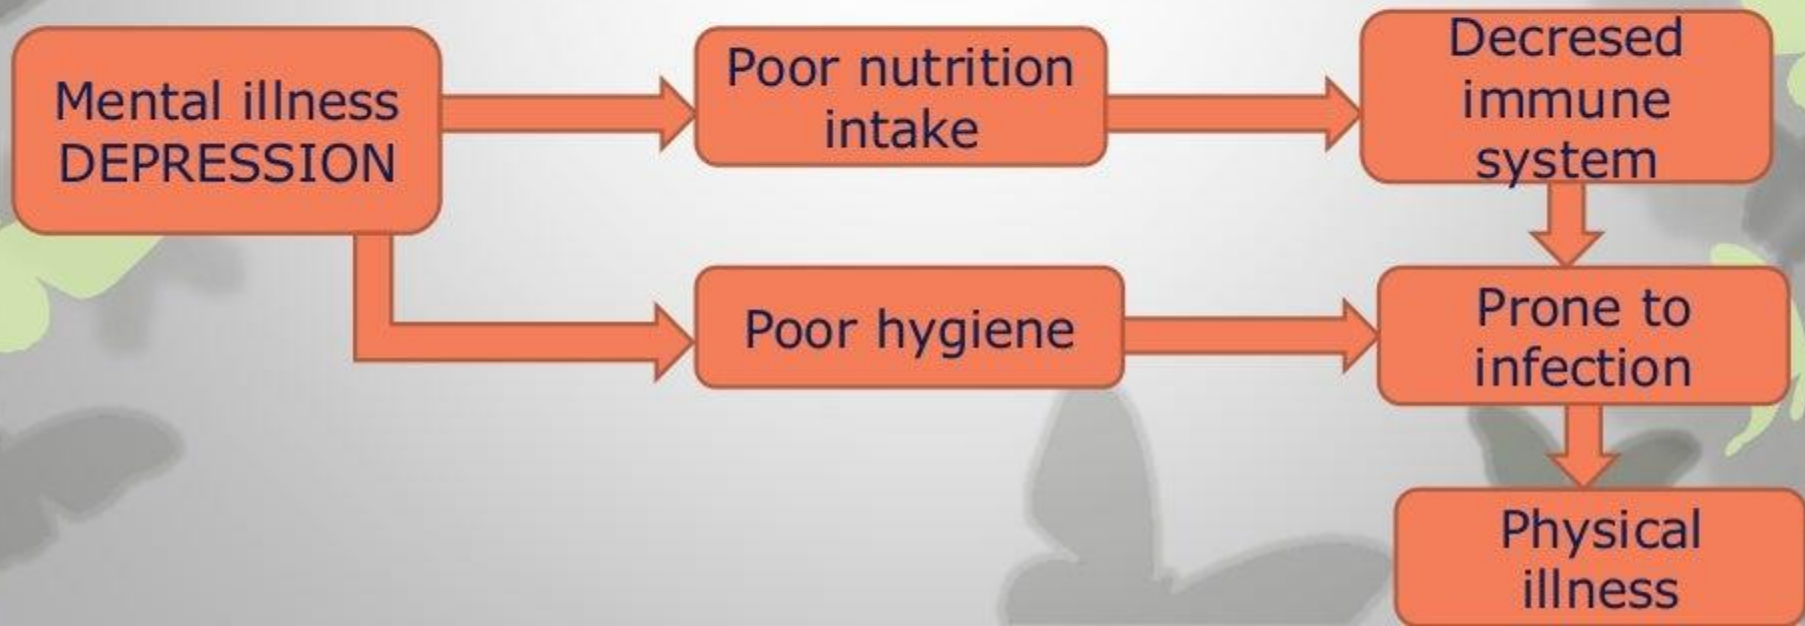 Mental illness
DEPRESSION
Poor nutrition
intake
Decresed
immune
system
Poor hygiene
Prone to
infection
Physical
illness